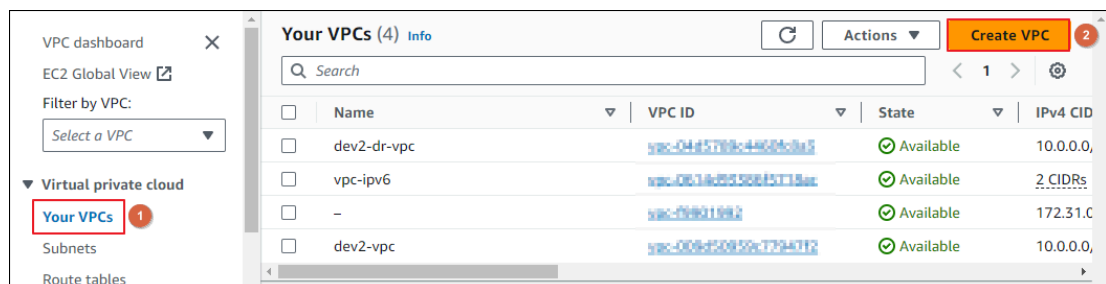 VPC dashboard
EC2 Global View
Filter by VPC:
Select a VPC
Virtual private cloud
Your VPCs 1
Subnets
Route tables
Your VPCs (4) Info
Actions
Create VPC 2
Search
1
Name VPC ID State IPv4 CID
dev2-dr-vpc Available 10.0.0.0/
vpc-ipv6 Available 2 CIDRs
– Available 172.31.0
dev2-vpc Available 10.0.0.0/